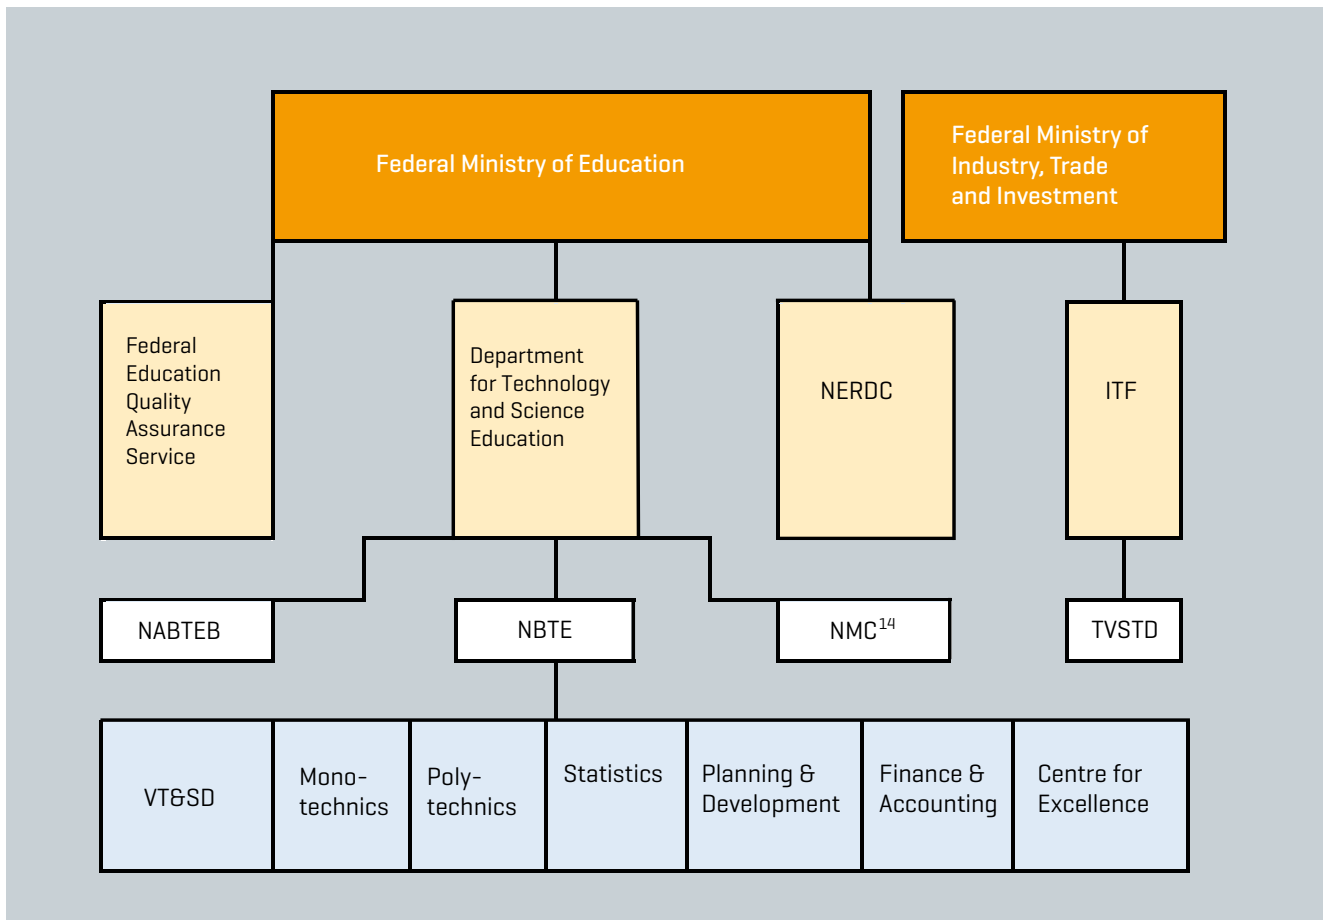 Federal Ministry of Education
Federal Ministry of
Industry, Trade
and Investment
Federal
Education
Quality
Assurance
Service
Department
for Technology
and Science
Education
NERDC
ITF
NABTEB
NBTE
NMC14
TVSTD
VT&SD
Mono-
technics
Poly-
technics
Statistics
Planning &
Development
Finance &
Accounting
Centre for
Excellence